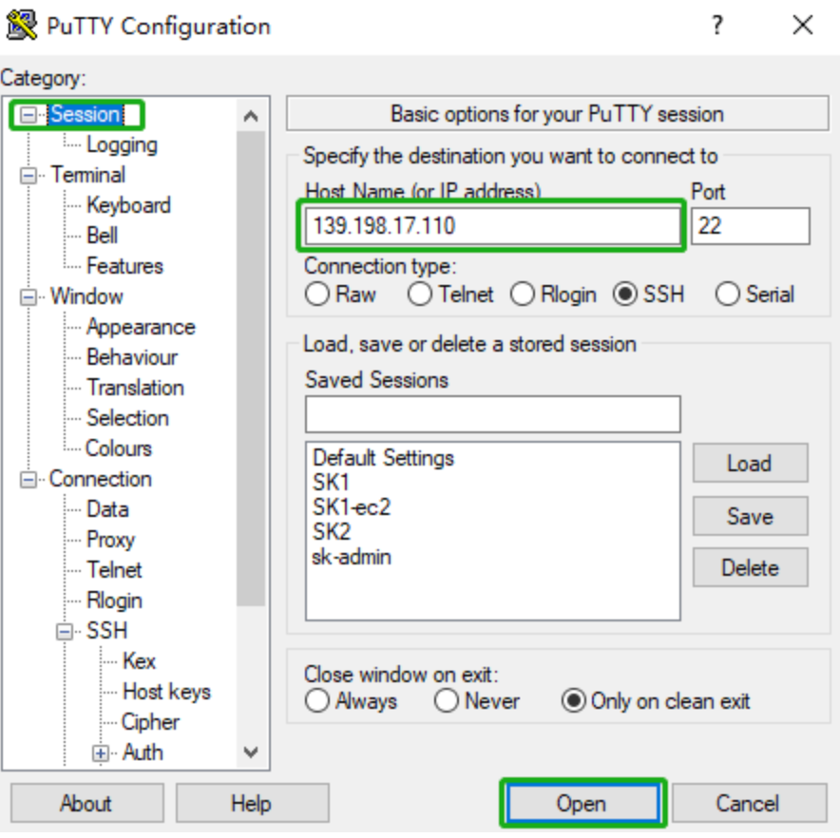 PuTTY Configuration ? ×
Category:
Session
Logging
Terminal
Keyboard
Bell
Features
Window
Appearance
Behaviour
Translation
Selection
Colours
Connection
Data
Proxy
Telnet
Rlogin
SSH
Kex
Host keys
Cipher
Auth
Basic options for your PuTTY session
Specify the destination you want to connect to
Host Name (or IP address) Port
139.198.17.110 22
Connection type:
Raw Telnet Rlogin SSH Serial
Load, save or delete a stored session
Saved Sessions
Default Settings
SK1
SK1-ec2
SK2
sk-admin
Load
Save
Delete
Close window on exit:
Always Never Only on clean exit
About Help Open Cancel